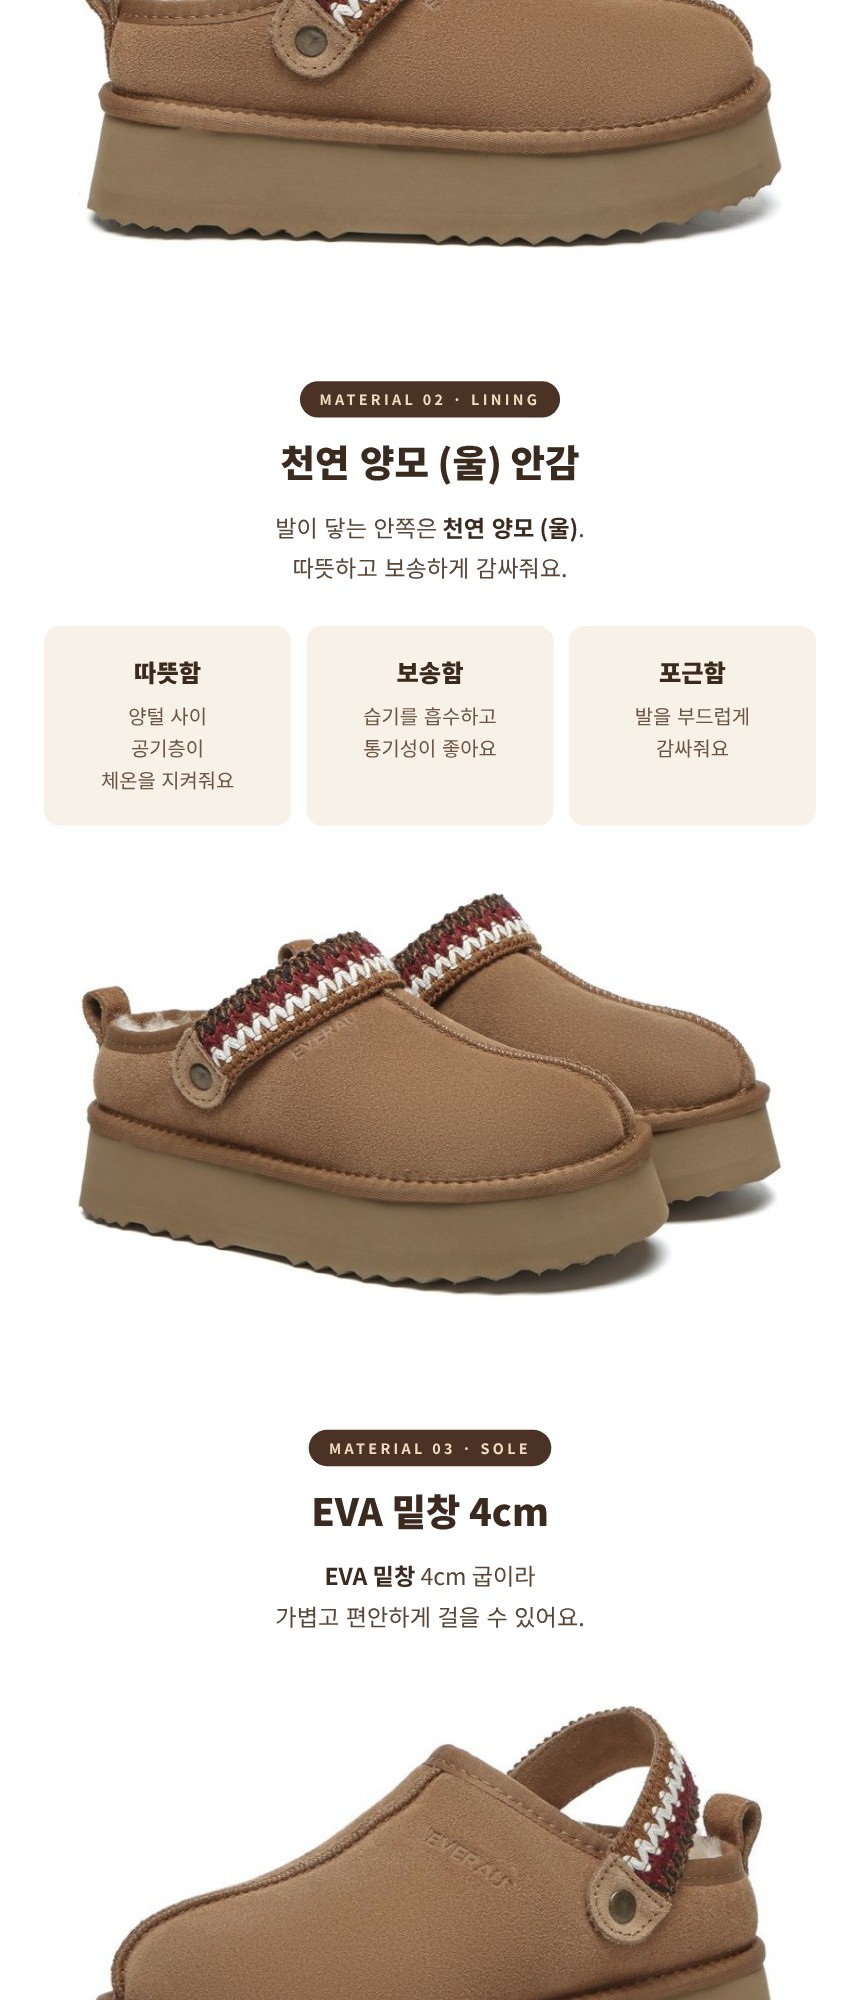 MATERIAL 02 · LINING
천연 양모 (울) 안감
발이 닿는 안쪽은 천연 양모 (울).
따뜻하고 보송하게 감싸줘요.
따뜻함
양털 사이
공기층이
체온을 지켜줘요
보송함
습기를 흡수하고
통기성이 좋아요
포근함
발을 부드럽게
감싸줘요
EVERAU
MATERIAL 03 · SOLE
EVA 밑창 4cm
EVA 밑창 4cm 굽이라
가볍고 편안하게 걸을 수 있어요.
EVERAU